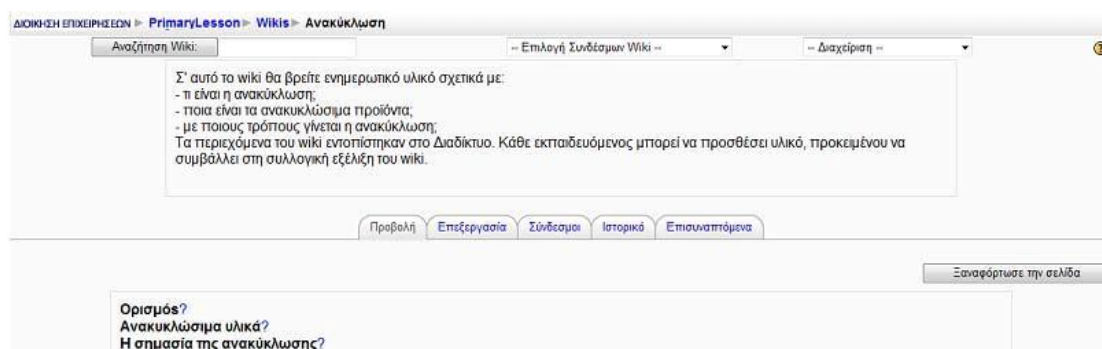 ΔΙΟΙΚΗΣΗ ΕΠΙΧΕΙΡΗΣΕΩΝ ► PrimaryLesson ► Wikis ► Ανακύκλωση
Αναζήτηση Wiki: -- Επιλογή Συνδέσμων Wiki -- -- Διαχείριση --
Σ' αυτό το wiki θα βρείτε ενημερωτικό υλικό σχετικά με:
- τι είναι η ανακύκλωση;
- ποια είναι τα ανακυκλώσιμα προϊόντα;
- με ποιους τρόπους γίνεται η ανακύκλωση;
Τα περιεχόμενα του wiki εντοπίστηκαν στο Διαδίκτυο. Κάθε εκπαιδευόμενος μπορεί να προσθέσει υλικό, προκειμένου να
συμβάλλει στη συλλογική εξέλιξη του wiki.
Προβολή Επεξεργασία Σύνδεσμοι Ιστορικό Επισυναπτόμενα
Ξαναφόρτωσε την σελίδα
Ορισμός?
Ανακυκλώσιμα υλικά?
Η σημασία της ανακύκλωσης?